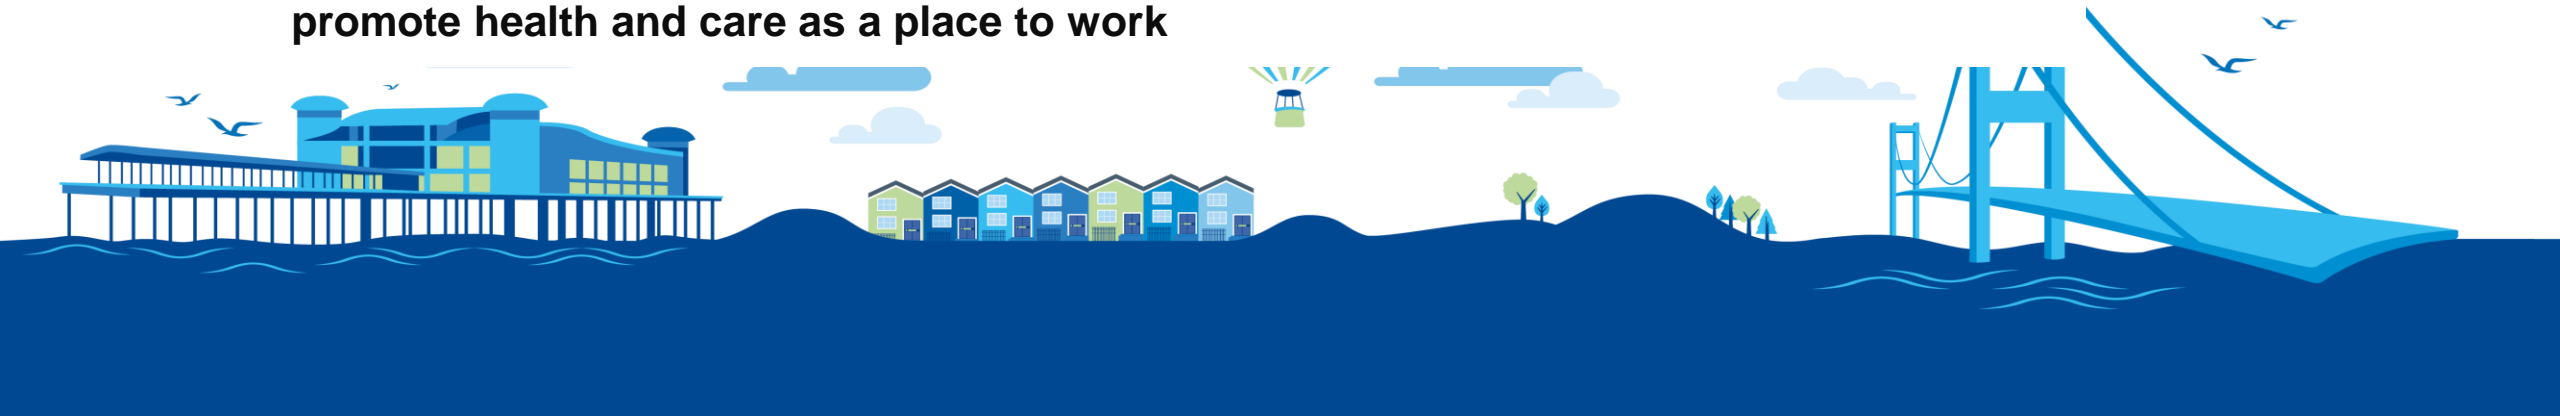 promote health and care as a place to work